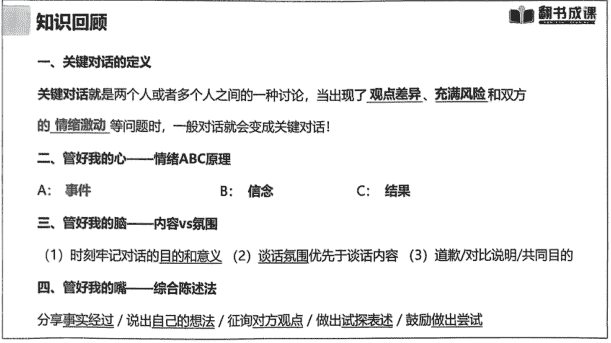 知识回顾
翻书成课
一、关键对话的定义
关键对话就是两个人或者多个人之间的一种讨论，当出现了 观点差异 、充满风险 和双方
的 情绪激动 等问题时，一般对话就会变成关键对话！
二、管好我的心——情绪ABC原理
A： 事件 B： 信念 C： 结果
三、管好我的脑——内容vs氛围
（1）时刻牢记对话的目的和意义 （2）谈话氛围优先于谈话内容 （3）道歉/对比说明/共同目的
四、管好我的嘴——综合陈述法
分享事实经过 / 说出自己的想法 / 征询对方观点 / 做出试探表述 / 鼓励做出尝试